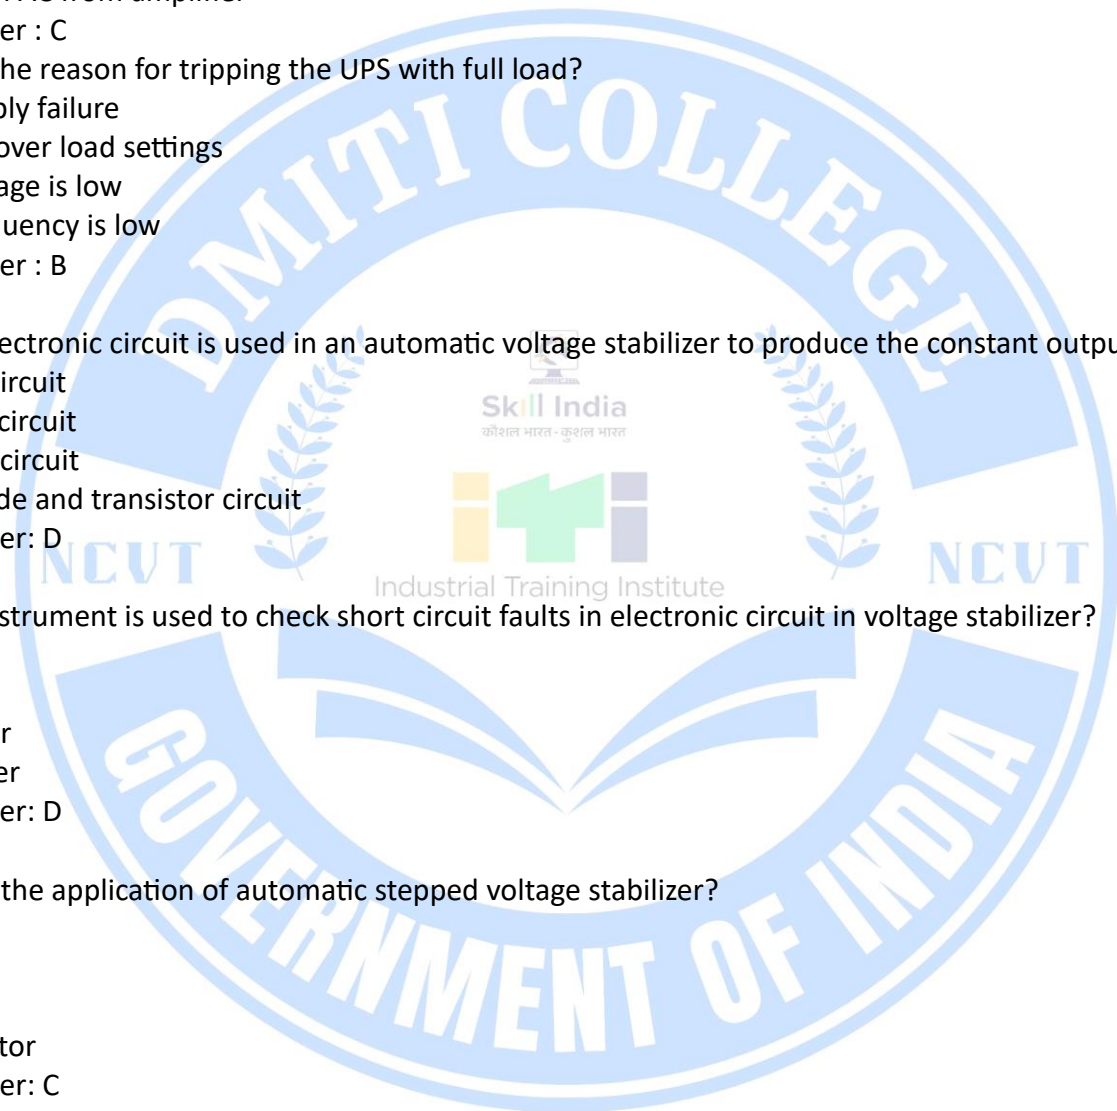 er : C
he reason for tripping the UPS with full load?
ply failure
over load settings
age is low
uency is low
er : B
ectronic circuit is used in an automatic voltage stabilizer to produce the constant outpu
ircuit
circuit
circuit
de and transistor circuit
er: D
strument is used to check short circuit faults in electronic circuit in voltage stabilizer?
r
er
er: D
the application of automatic stepped voltage stabilizer?
tor
er: C
DMITI COLLEGE
Skill India
कौशल भारत - कुशल भारत
iti
Industrial Training Institute
NCVT
NCVT
GOVERNMENT OF INDIA